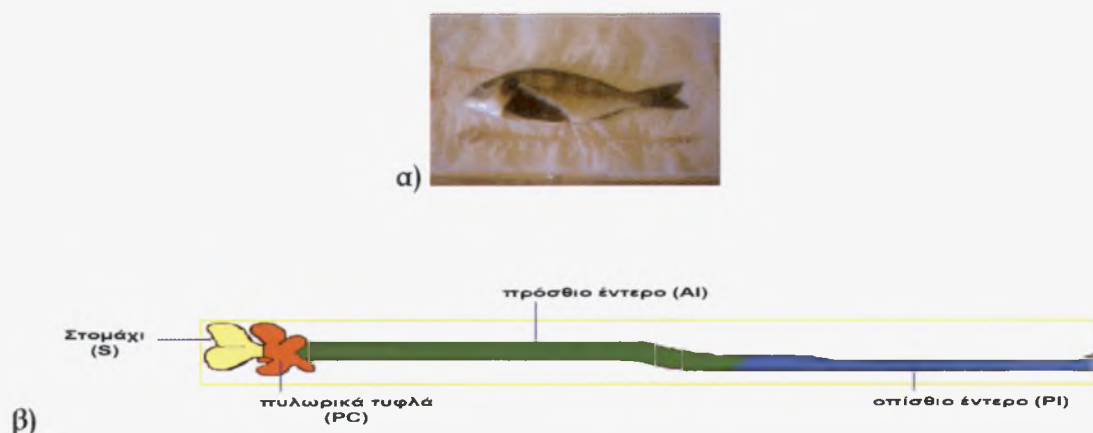 α)
πρόσθιο έντερο (AI)
Στομάχι
(S)
πυλωρικά τυφλά
(PC)
οπίσθιο έντερο (PI)
β)